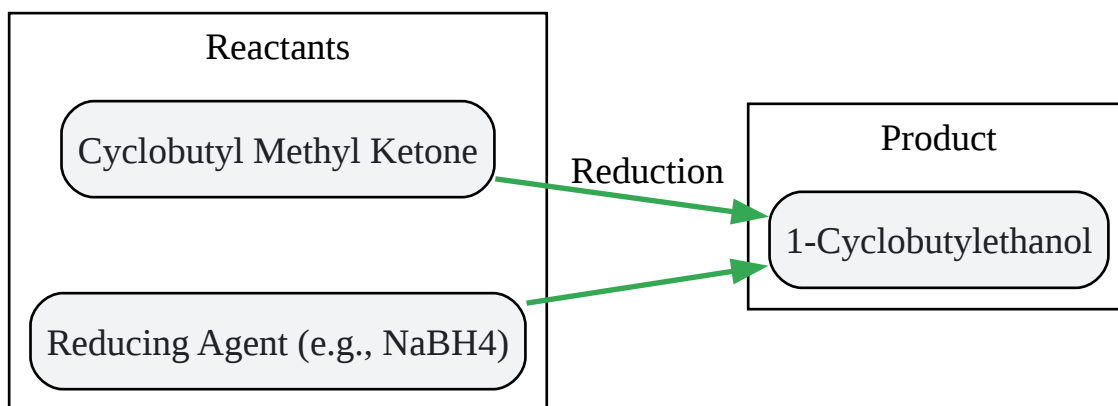 Reactants
Cyclobutyl Methyl Ketone
Reducing Agent (e.g., NaBH4)
Reduction
Product
1-Cyclobutylethanol